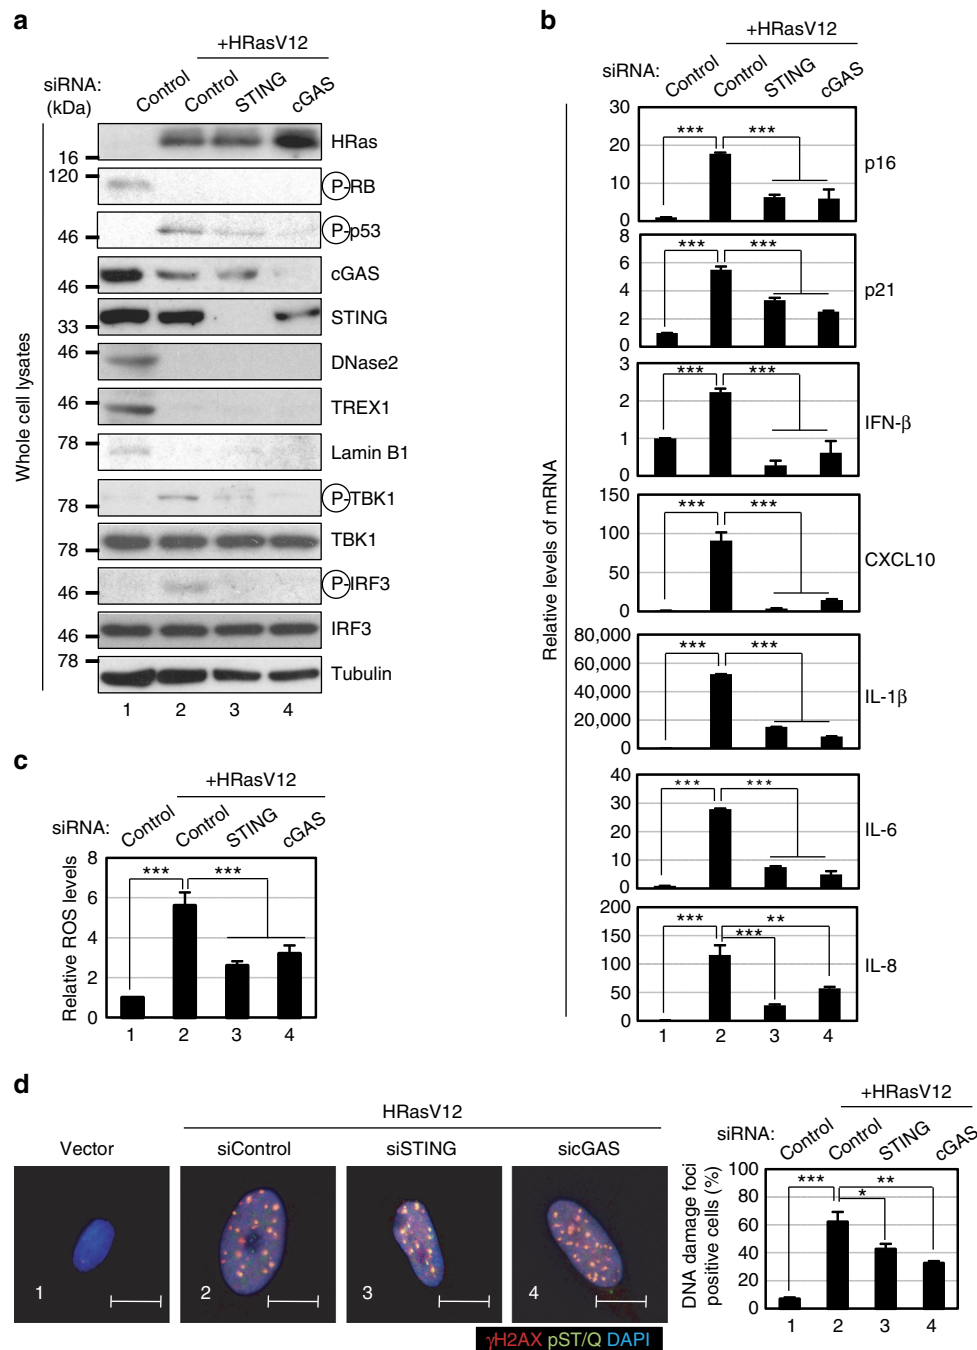 a
+HRasV12
siRNA:
(kDa)
Control
Control
STING
cGAS
Whole cell lysates
16
HRas
120
P-RB
46
P-p53
46
cGAS
33
STING
46
DNase2
46
TREX1
78
Lamin B1
78
P-TBK1
78
TBK1
46
P-IRF3
46
IRF3
78
Tubulin
1 2 3 4
b
+HRasV12
siRNA:
Control
Control
STING
cGAS
Relative levels of mRNA
30
20
10
0
*** ***
p16
8
6
4
2
0
*** ***
p21
3
2
1
0
*** ***
IFN-β
150
100
50
0
*** ***
CXCL10
80,000
60,000
40,000
20,000
0
*** ***
IL-1β
40
30
20
10
0
*** ***
IL-6
200
150
100
50
0
*** **
***
IL-8
1 2 3 4
c
+HRasV12
siRNA:
Control
Control
STING
cGAS
Relative ROS levels
8
6
4
2
0
*** ***
1 2 3 4
d
HRasV12
Vector siControl siSTING sicGAS
1 2 3 4
γH2AX pST/Q DAPI
+HRasV12
siRNA:
Control
Control
STING
cGAS
DNA damage foci
positive cells (%)
100
80
60
40
20
0
*** **
*
1 2 3 4